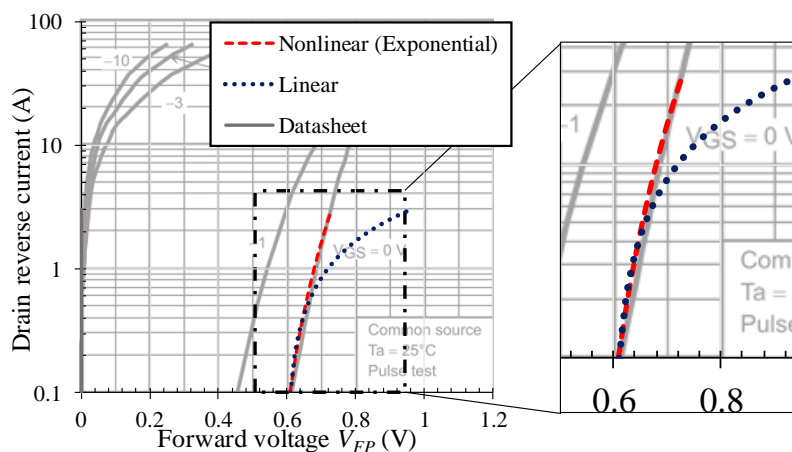 Drain reverse current (A)
100
10
1
0.1
0
0.2
0.4
0.6
0.8
1
1.2
Forward voltage V_FP (V)
Nonlinear (Exponential)
Linear
Datasheet
−10
−3
−1
VGS = 0 V
Common source
Ta = 25°C
Pulse test
−1
VGS = 0 V
Com
Ta =
Pulse
0.6
0.8